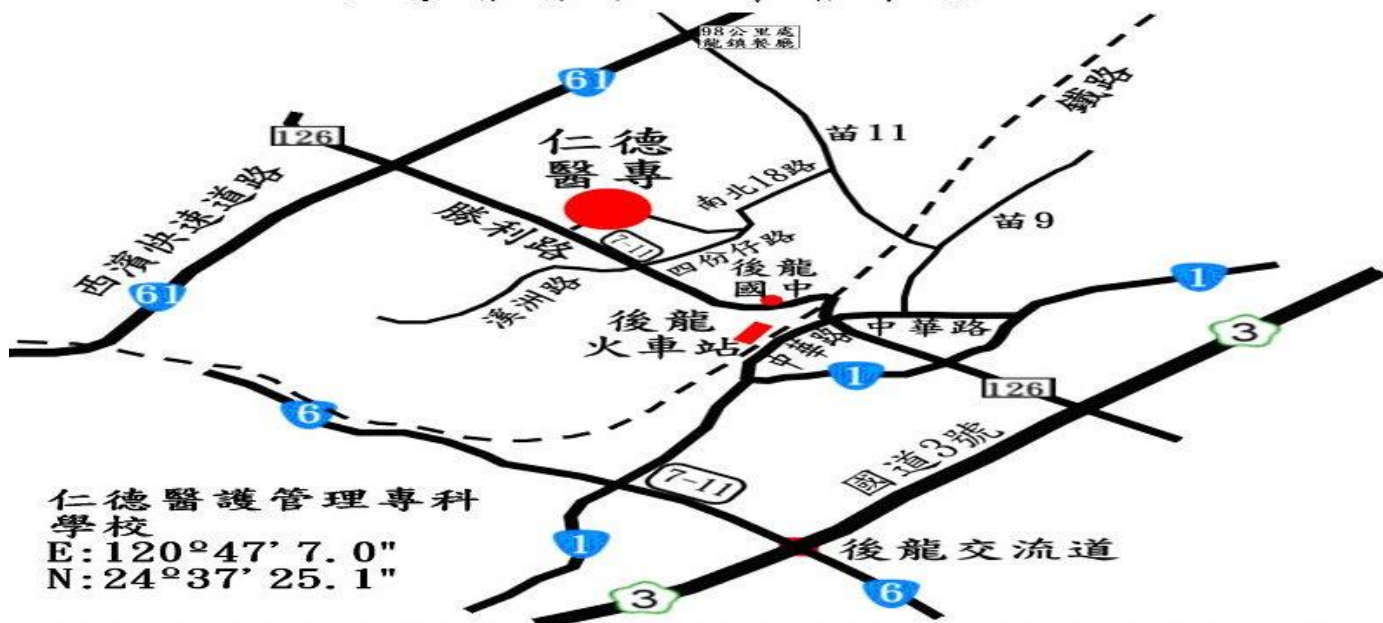 98公里處
龍鎮餐廳
61
鐵路
126
仁德
醫專
苗11
南北18路
西濱快速道路
勝利路
7-11
四份仔路
苗9
後龍
國中
1
61
溪洲路
後龍
火車站
中華路
中華路
3
1
126
6
國道3號
7-11
仁德醫護管理專科
學校
E:120º47’7.0"
N:24º37’25.1"
1
後龍交流道
3
6